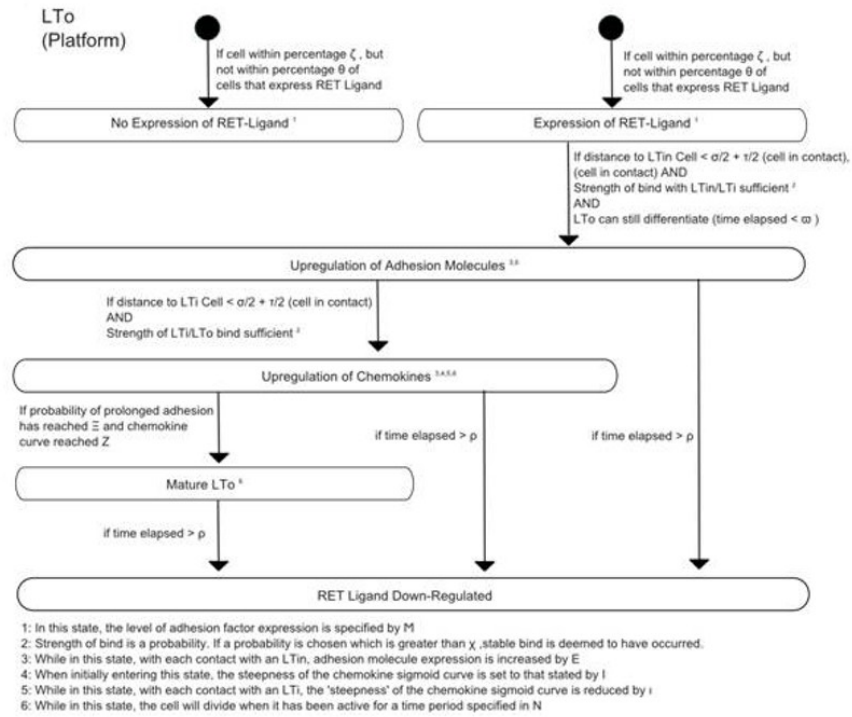 LTo
(Platform)
If cell within percentage ζ , but
not within percentage θ of
cells that express RET Ligand
If cell within percentage ζ , but
not within percentage θ of
cells that express RET Ligand
No Expression of RET-Ligand ¹
Expression of RET-Ligand ¹
If distance to LTin Cell < σ/2 + τ/2 (cell in contact),
(cell in contact) AND
Strength of bind with LTin/LTi sufficient ²
AND
LTo can still differentiate (time elapsed < ϖ )
Upregulation of Adhesion Molecules ³,⁶
If distance to LTi Cell < σ/2 + τ/2 (cell in contact)
AND
Strength of LTi/LTo bind sufficient ²
Upregulation of Chemokines ³,⁴,⁵,⁶
If probability of prolonged adhesion
has reached Ξ and chemokine
curve reached Z
if time elapsed > ρ
if time elapsed > ρ
Mature LTo ⁶
if time elapsed > ρ
RET Ligand Down-Regulated
1: In this state, the level of adhesion factor expression is specified by M
2: Strength of bind is a probability. If a probability is chosen which is greater than χ ,stable bind is deemed to have occurred.
3: While in this state, with each contact with an LTin, adhesion molecule expression is increased by E
4: When initially entering this state, the steepness of the chemokine sigmoid curve is set to that stated by I
5: While in this state, with each contact with an LTi, the 'steepness' of the chemokine sigmoid curve is reduced by ι
6: While in this state, the cell will divide when it has been active for a time period specified in N